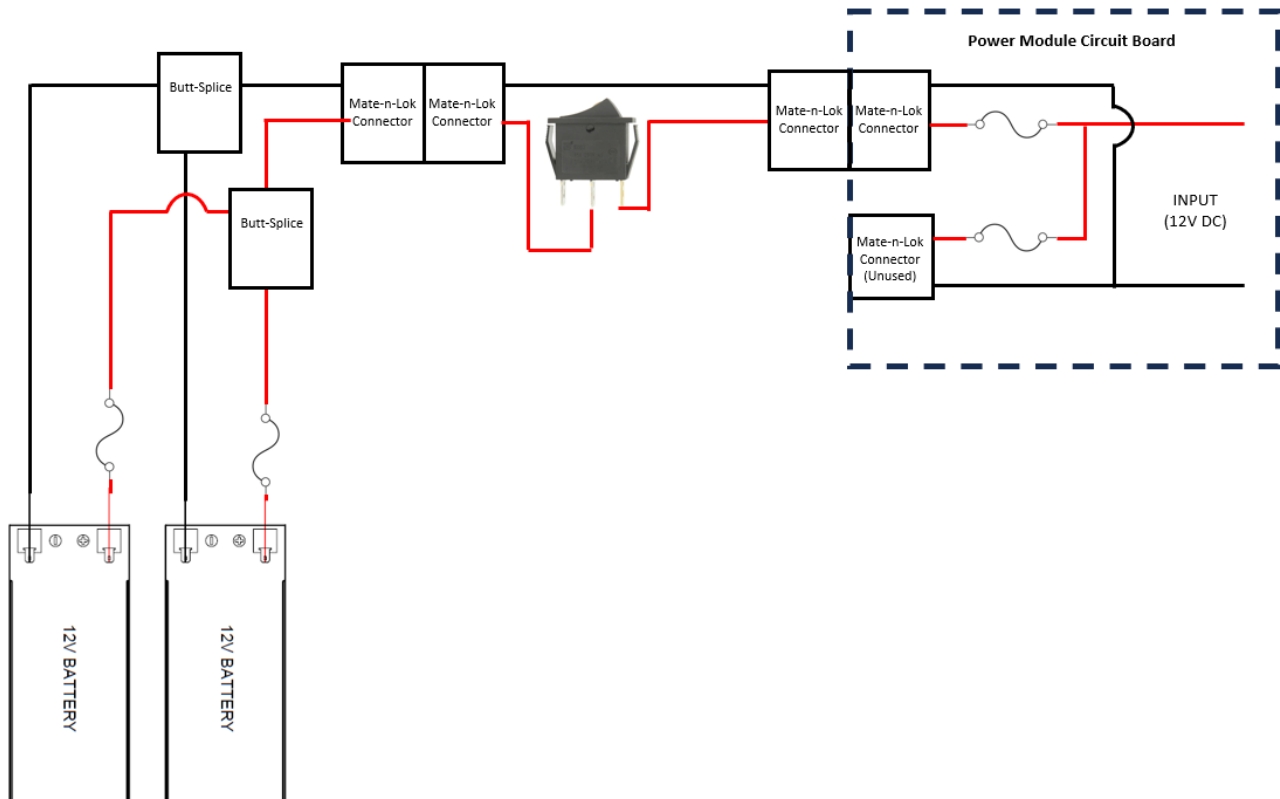 Power Module Circuit Board
Butt-Splice
Mate-n-Lok
Connector
Mate-n-Lok
Connector
Mate-n-Lok
Connector
Mate-n-Lok
Connector
Butt-Splice
INPUT
(12V DC)
Mate-n-Lok
Connector
(Unused)
12V BATTERY
12V BATTERY